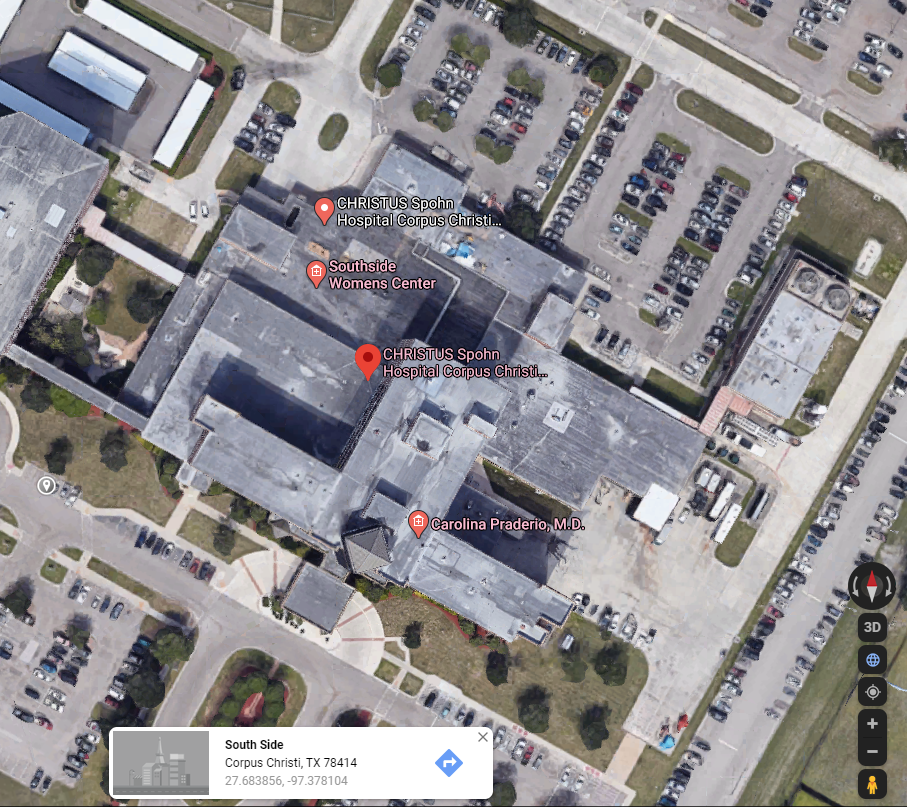 CHRISTUS Spohn
Hospital Corpus Christi...
Southside
Womens Center
CHRISTUS Spohn
Hospital Corpus Christi...
Carolina Praderio, M.D.
3D
South Side
Corpus Christi, TX 78414
27.683856, -97.378104